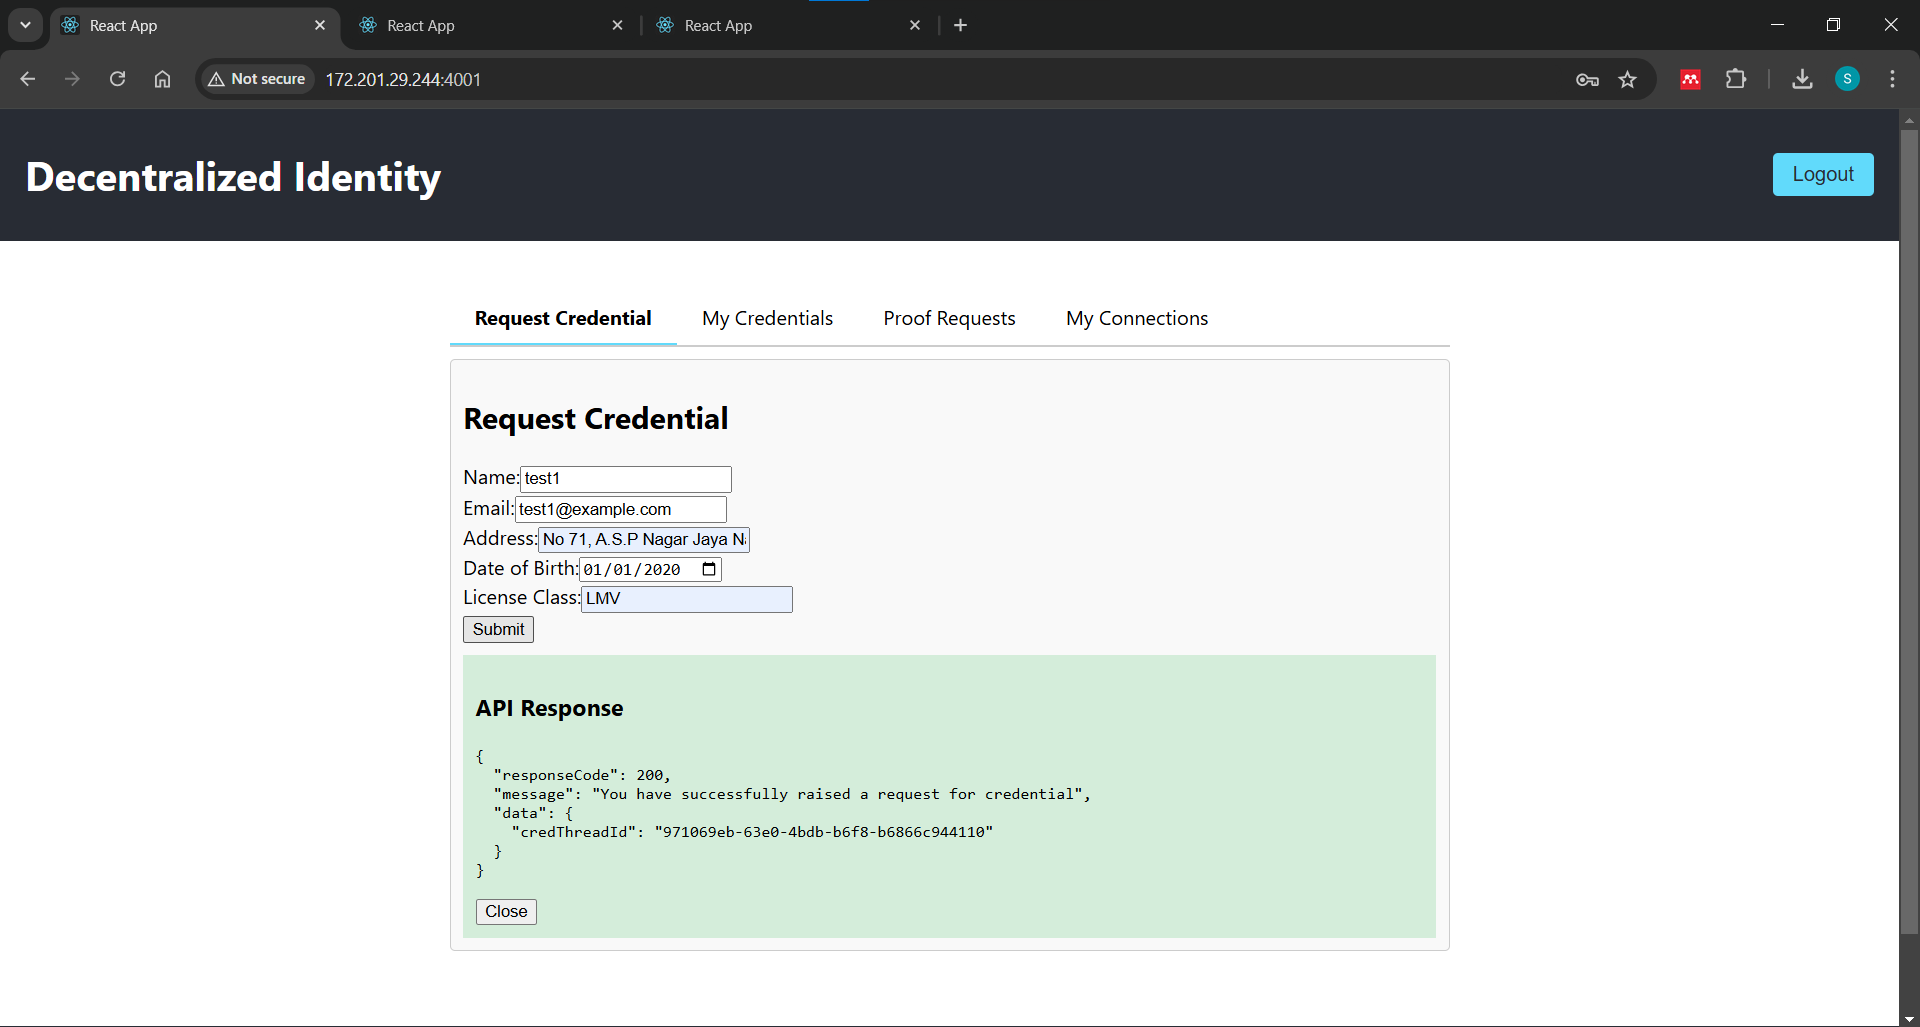 React App
React App
React App
Not secure
172.201.29.244:4001
S
Decentralized Identity
Logout
Request Credential
My Credentials
Proof Requests
My Connections
Request Credential
Name: test1
Email: test1@example.com
Address: No 71, A.S.P Nagar Jaya
Date of Birth: 01/01/2020
License Class: LMV
Submit
API Response
{
"responseCode": 200,
"message": "You have successfully raised a request for credential",
"data": {
"credThreadId": "971069eb-63e0-4bdb-b6f8-b6866c944110"
}
}
Close